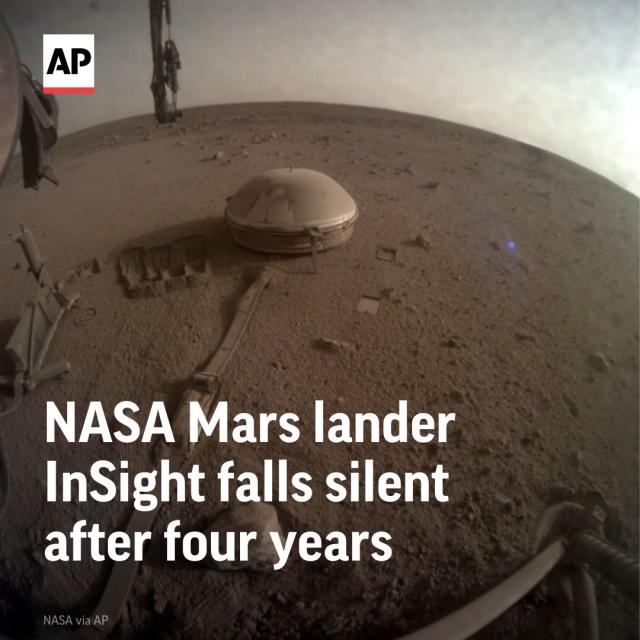 AP
NASA Mars lander
InSight falls silent
after four years
NASA via AP